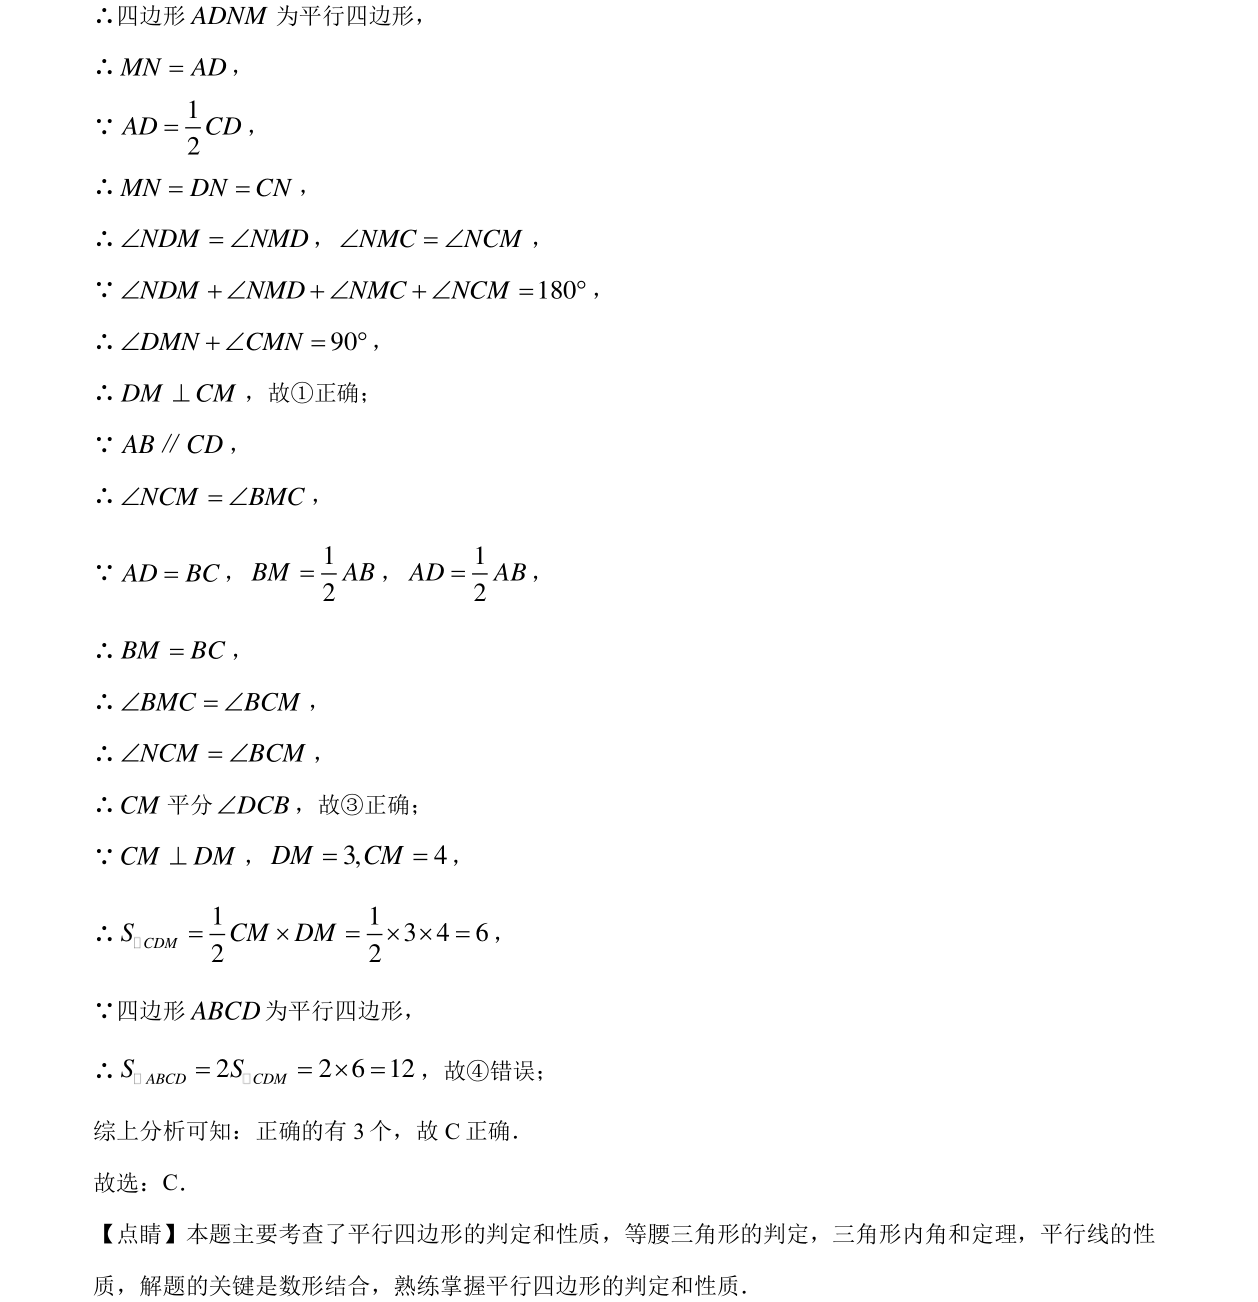 ∴四边形 ADNM 为平行四边形，
∴ MN = AD，
∵ AD = 1/2 CD，
∴ MN = DN = CN，
∴ ∠NDM = ∠NMD，∠NMC = ∠NCM，
∵ ∠NDM + ∠NMD + ∠NMC + ∠NCM = 180°，
∴ ∠DMN + ∠CMN = 90°，
∴ DM ⊥ CM，故①正确；
∵ AB // CD，
∴ ∠NCM = ∠BMC，
∵ AD = BC，BM = 1/2 AB，AD = 1/2 AB，
∴ BM = BC，
∴ ∠BMC = ∠BCM，
∴ ∠NCM = ∠BCM，
∴ CM 平分 ∠DCB，故③正确；
∵ CM ⊥ DM，DM = 3, CM = 4，
∴ S□CDM = 1/2 CM × DM = 1/2 × 3 × 4 = 6，
∵四边形 ABCD 为平行四边形，
∴ S□ABCD = 2S□CDM = 2×6 = 12，故④错误；
综上分析可知：正确的有 3 个，故 C 正确．
故选：C．
【点睛】本题主要考查了平行四边形的判定和性质，等腰三角形的判定，三角形内角和定理，平行线的性
质，解题的关键是数形结合，熟练掌握平行四边形的判定和性质．